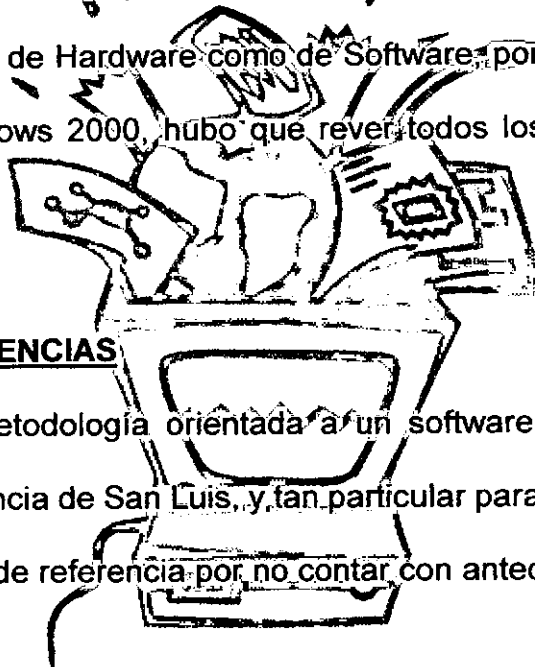 de Hardware como de Software, por
ows 2000, hubo que rever todos los
ENCIAS
etodología orientada a un software
ncia de San Luis, y tan particular para
de referencia por no contar con antec